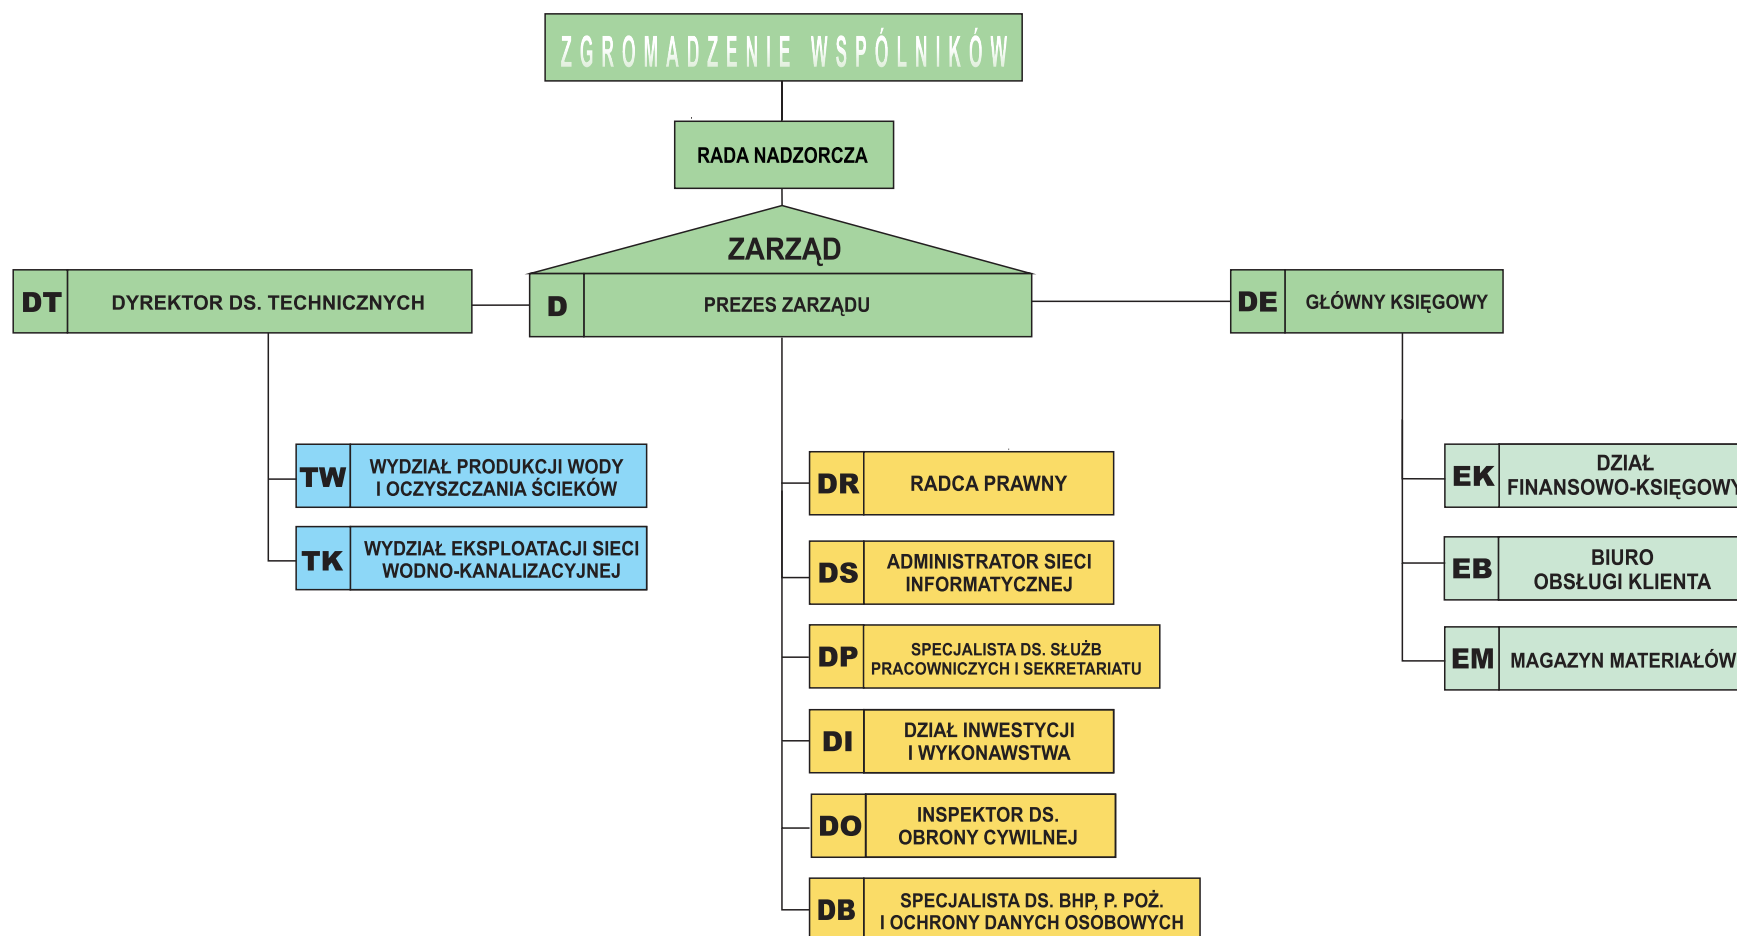 ZGROMADZENIE WSPÓLNIKÓW
RADA NADZORCZA
ZARZĄD
DT DYREKTOR DS. TECHNICZNYCH
D PREZES ZARZĄDU
DE GŁÓWNY KSIĘGOWY
TW WYDZIAŁ PRODUKCJI WODY
I OCZYSZCZANIA ŚCIEKÓW
TK WYDZIAŁ EKSPLOATACJI SIECI
WODNO-KANALIZACYJNEJ
DR RADCA PRAWNY
DS ADMINISTRATOR SIECI
INFORMATYCZNEJ
DP SPECJALISTA DS. SŁUŻB
PRACOWNICZYCH I SEKRETARIATU
DI DZIAŁ INWESTYCJI
I WYKONAWSTWA
DO INSPEKTOR DS.
OBRONY CYWILNEJ
DB SPECJALISTA DS. BHP, P. POŻ.
I OCHRONY DANYCH OSOBOWYCH
EK DZIAŁ
FINANSOWO-KSIĘGOWY
EB BIURO
OBSŁUGI KLIENTA
EM MAGAZYN MATERIAŁÓW